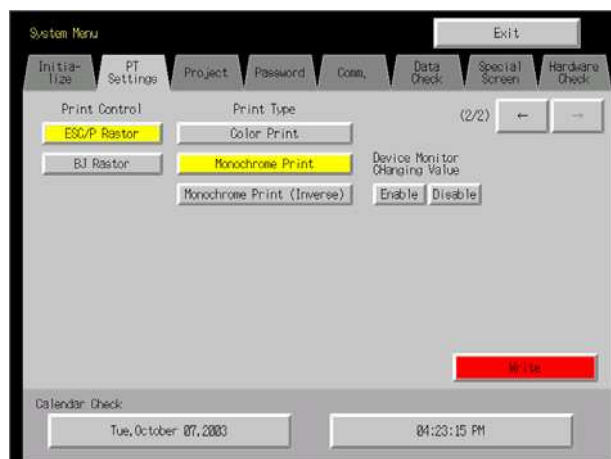 System Menu
Exit
Initia-
lize
PT
Settings
Project
Password
Comm.
Data
Check
Special
Screen
Hardware
Check
Print Control
Print Type
(2/2)
←
→
ESC/P Rastor
Color Print
BJ Rastor
Monochrome Print
Device Monitor
CHanging Value
Monochrome Print (Inverse)
Enable
Disable
Write
Calendar Check
Tue,October 07,2003
04:23:15 PM